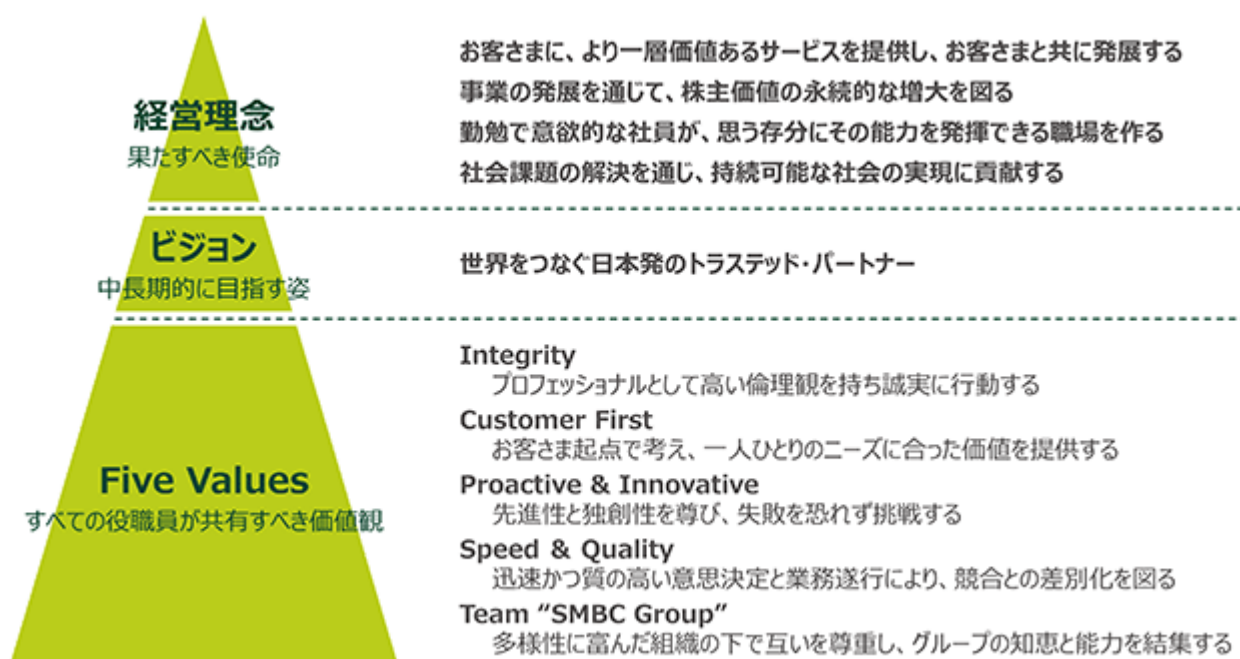 お客さまに、より一層価値あるサービスを提供し、お客さまと共に発展する
事業の発展を通じて、株主価値の永続的な増大を図る
経営理念
勤勉で意欲的な社員が、思う存分にその能力を発揮できる職場を作る
果たすべき使命
社会課題の解決を通じ、持続可能な社会の実現に貢献する
ビジョン
中長期的に目指す姿
世界をつなぐ日本発のトラステッド・パートナー
Five Values
すべての役職員が共有すべき価値観
Integrity
プロフェッショナルとして高い倫理観を持ち誠実に行動する
Customer First
お客さま起点で考え、一人ひとりのニーズに合った価値を提供する
Proactive & Innovative
先進性と独創性を尊び、失敗を恐れず挑戦する
Speed & Quality
迅速かつ質の高い意思決定と業務遂行により、競合との差別化を図る
Team “SMBC Group”
多様性に富んだ組織の下で互いを尊重し、グループの知恵と能力を結集する